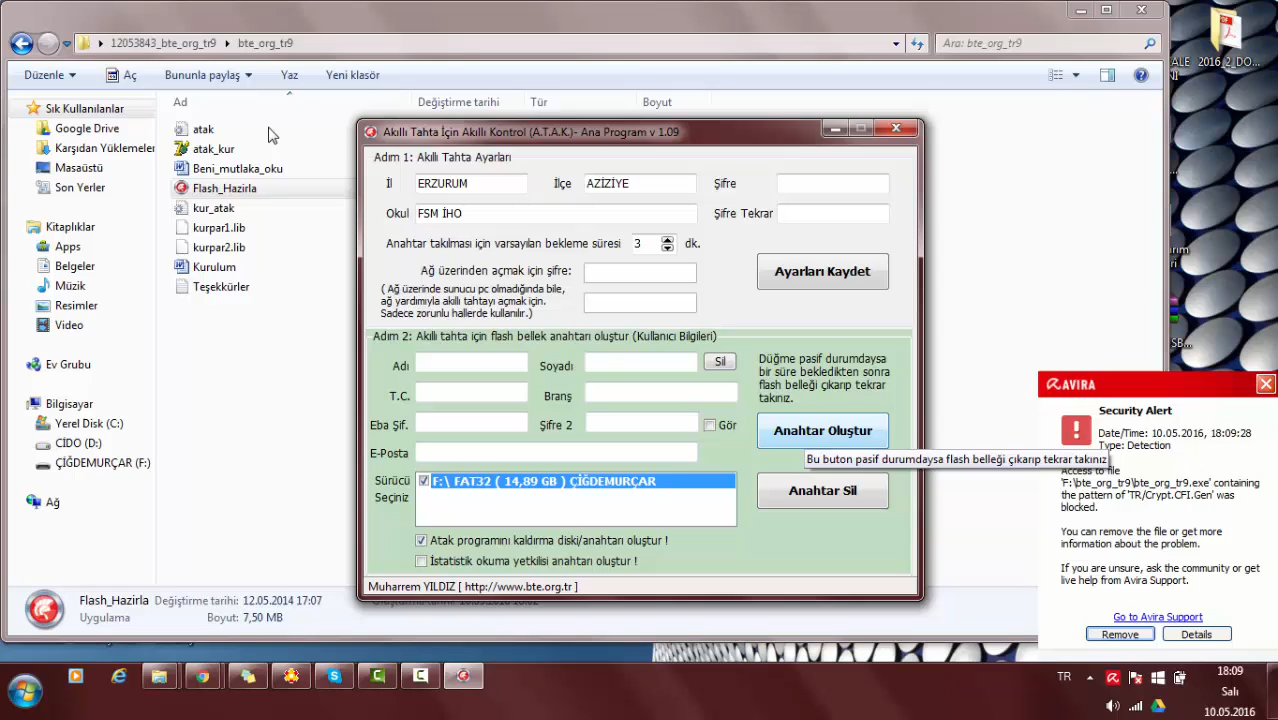 12053843_bte_org_tr9
bte_org_tr9
Ara: bte_org_tr9
Düzenle
Aç
Bununla paylaş
Yaz
Yeni klasör
Sık Kullanılanlar
Google Drive
Karşıdan Yüklemeler
Masaüstü
Son Yerler
Kitaplıklar
Apps
Belgeler
Müzik
Resimler
Video
Ev Grubu
Bilgisayar
Yerel Disk (C:)
CİDO (D:)
ÇİĞDEMURÇAR (F:)
Ağ
Ad
Değiştirme tarihi
Tür
Boyut
atak
atak_kur
Beni_mutlaka_oku
Flash_Hazirla
kur_atak
kurpar1.lib
kurpar2.lib
Kurulum
Teşekkürler
Akıllı Tahta İçin Akıllı Kontrol (A.T.A.K.)- Ana Program v 1.09
Adım 1: Akıllı Tahta Ayarları
İl
ERZURUM
İlçe
AZİZİYE
Şifre
Okul
FSM İHO
Şifre Tekrar
Anahtar takılması için varsayılan bekleme süresi
3
dk.
Ağ üzerinden açmak için şifre:
( Ağ üzerinde sunucu pc olmadığında bile,
ağ yardımıyla akıllı tahtayı açmak için.
Sadece zorunlu hallerde kullanılır.)
Ayarları Kaydet
Adım 2: Akıllı tahta için flash bellek anahtarı oluştur (Kullanıcı Bilgileri)
Adı
Soyadı
Sil
T.C.
Branş
Eba Şif.
Şifre 2
Gör
E-Posta
Düğme pasif durumdaysa
bir süre bekledikten sonra
flash belleği çıkarıp tekrar
takınız.
Anahtar Oluştur
Bu buton pasif durumdaysa flash belleği çıkarıp tekrar takınız
Anahtar Sil
Sürücü
Seçiniz
F:\ FAT32 ( 14,89 GB ) ÇİĞDEMURÇAR
Atak programını kaldırma diski/anahtarı oluştur !
İstatistik okuma yetkilisi anahtarı oluştur !
Muharrem YILDIZ [ http://www.bte.org.tr ]
Flash_Hazirla
Değiştirme tarihi: 12.05.2014 17:07
Uygulama
Boyut: 7,50 MB
2016_2_DO...
AVIRA
Security Alert
Date/Time: 10.05.2016, 18:09:28
Type: Detection
Access to file
'F:\bte_org_tr9\bte_org_tr9.exe' containing
the pattern of 'TR/Crypt.CFI.Gen' was
blocked.
You can remove the file or get more
information about the problem.
If you are unsure, ask the community or get
live help from Avira Support.
Go to Avira Support
Remove
Details
TR
18:09
Salı
10.05.2016